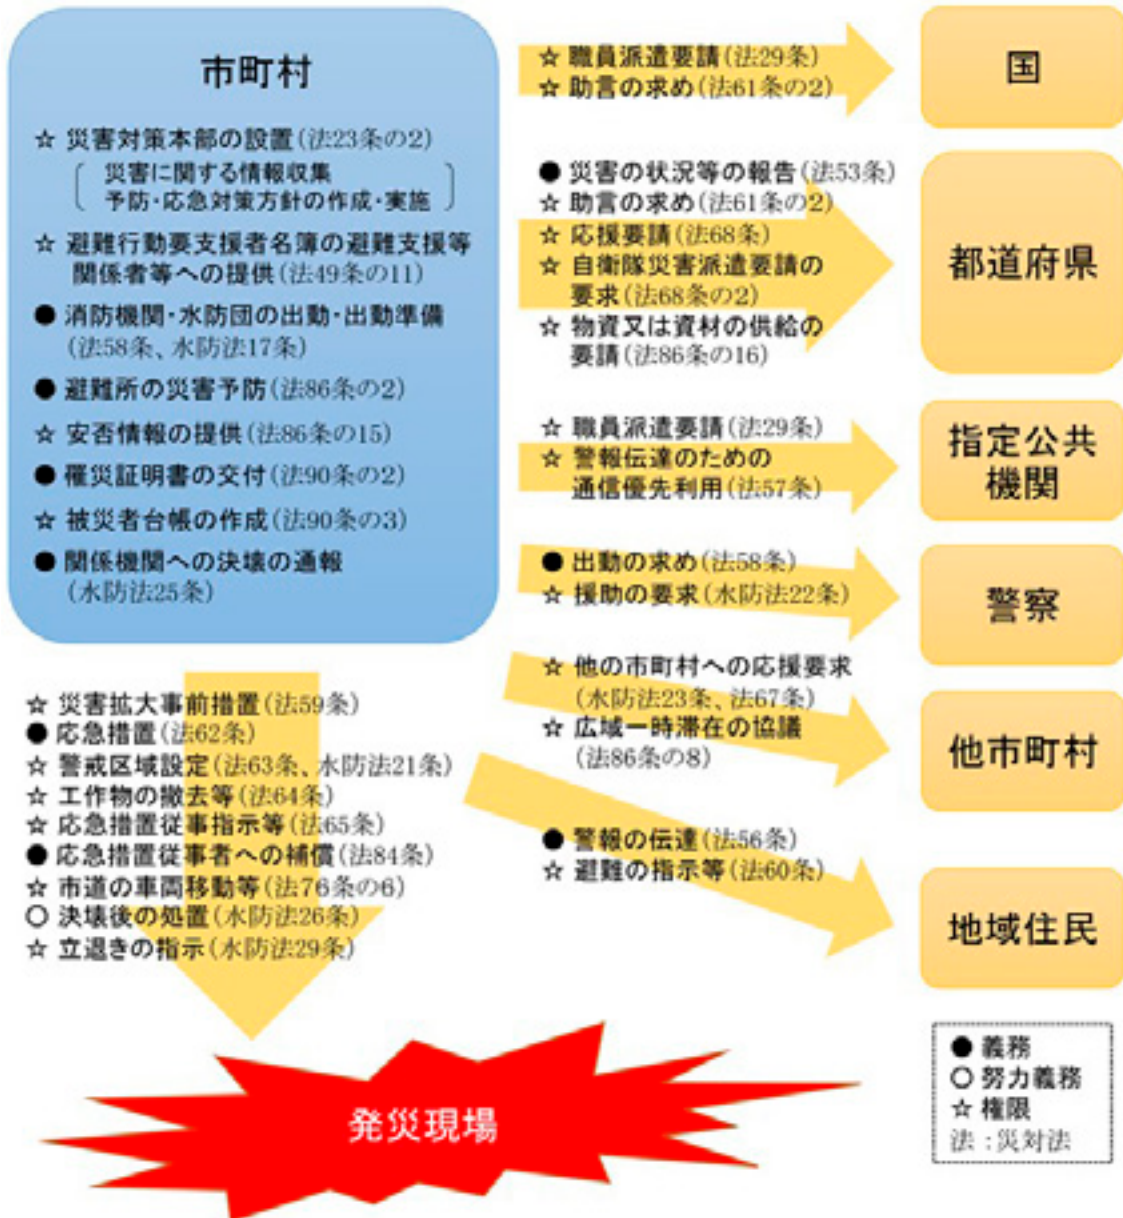 市町村
☆ 災害対策本部の設置(法23条の2)
災害に関する情報収集
予防・応急対策方針の作成・実施
☆ 避難行動要支援者名簿の避難支援等
関係者等への提供(法49条の11)
● 消防機関・水防団の出動・出動準備
(法58条、水防法17条)
● 避難所の災害予防(法86条の2)
☆ 安否情報の提供(法86条の15)
● 罹災証明書の交付(法90条の2)
☆ 被災者台帳の作成(法90条の3)
● 関係機関への決壊の通報
(水防法25条)
☆ 職員派遣要請(法29条)
☆ 助言の求め(法61条の2)
国
● 災害の状況等の報告(法53条)
☆ 助言の求め(法61条の2)
☆ 応援要請(法68条)
☆ 自衛隊災害派遣要請の
要求(法68条の2)
☆ 物資又は資材の供給の
要請(法86条の16)
都道府県
☆ 職員派遣要請(法29条)
☆ 警報伝達のための
通信優先利用(法57条)
指定公共
機関
● 出動の求め(法58条)
☆ 援助の要求(水防法22条)
警察
☆ 他の市町村への応援要求
(水防法23条、法67条)
☆ 広域一時滞在の協議
(法86条の8)
他市町村
● 警報の伝達(法56条)
☆ 避難の指示等(法60条)
地域住民
☆ 災害拡大事前措置(法59条)
● 応急措置(法62条)
☆ 警戒区域設定(法63条、水防法21条)
☆ 工作物の撤去等(法64条)
☆ 応急措置従事指示等(法65条)
● 応急措置従事者への補償(法84条)
☆ 市道の車両移動等(法76条の6)
○ 決壊後の処置(水防法26条)
☆ 立退きの指示(水防法29条)
発災現場
● 義務
○ 努力義務
☆ 権限
法：災対法